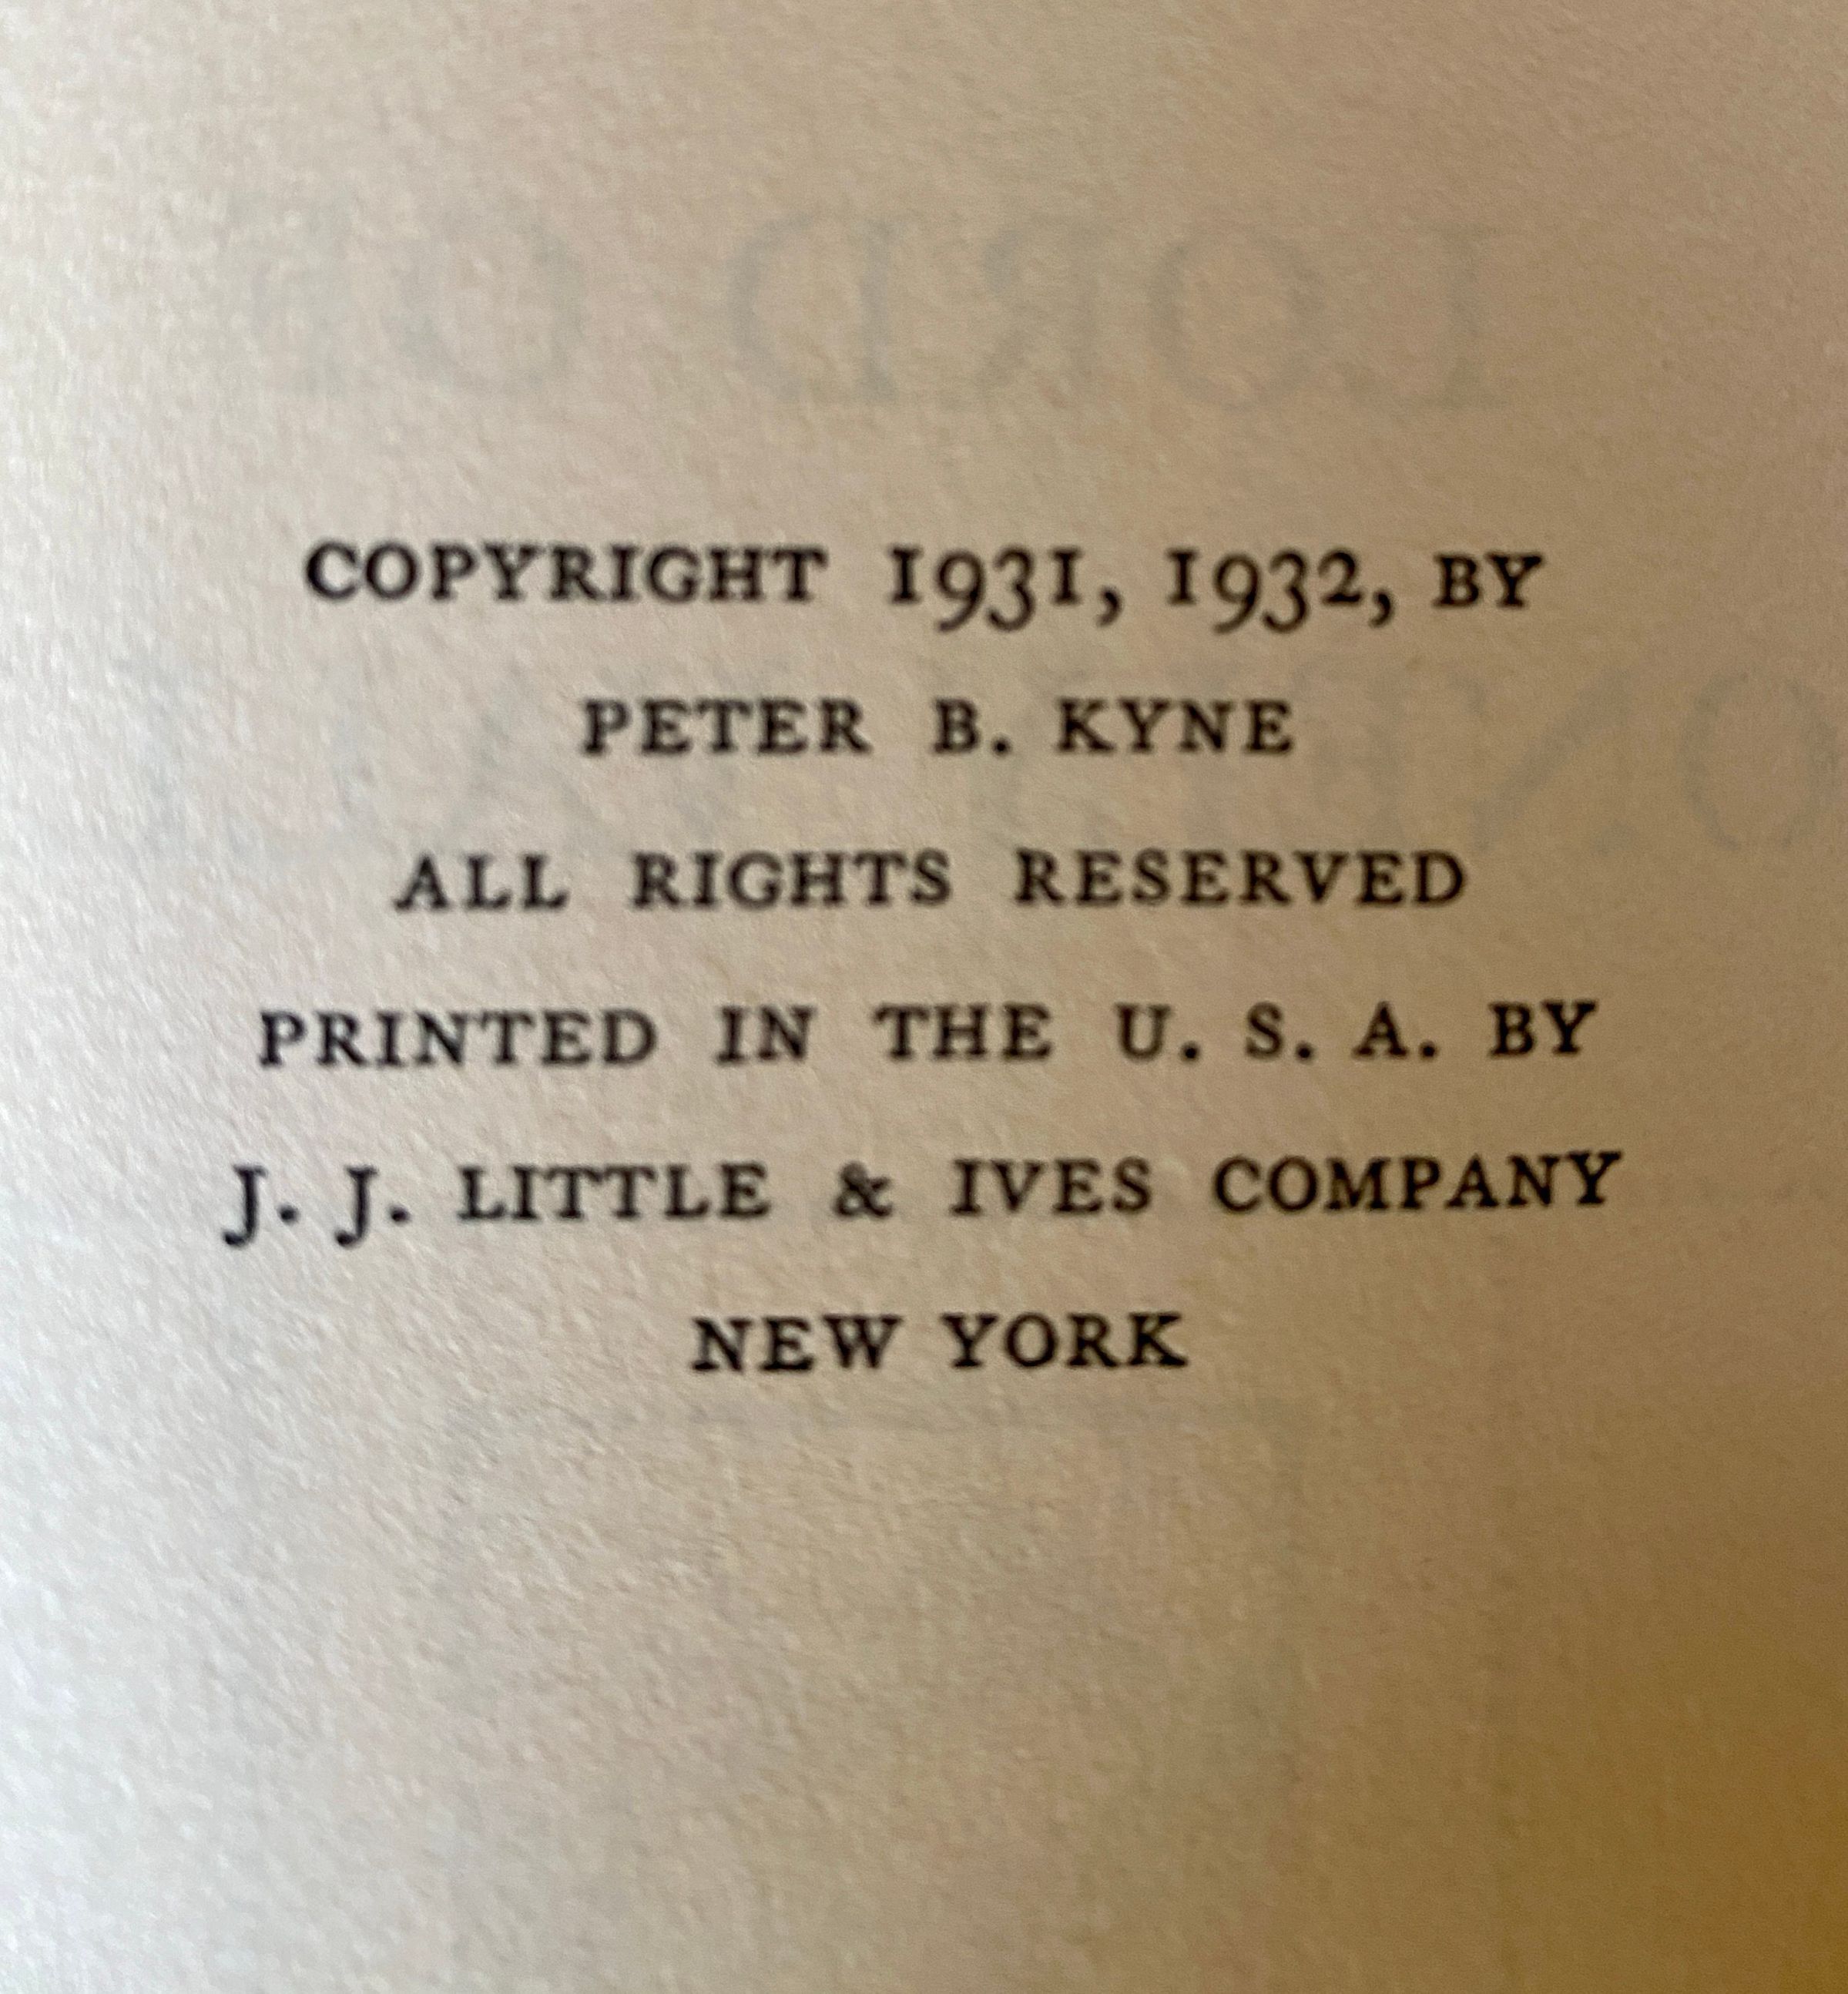 COPYRIGHT 1931, 1932, BY
PETER B. KYNE
ALL RIGHTS RESERVED
PRINTED IN THE U. S. A. BY
J. J. LITTLE & IVES COMPANY
NEW YORK